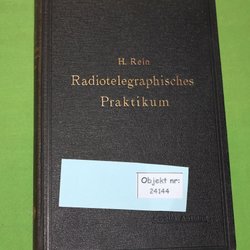 H. Rein
Radiotelegraphisches
Praktikum
Objekt nr:
24144